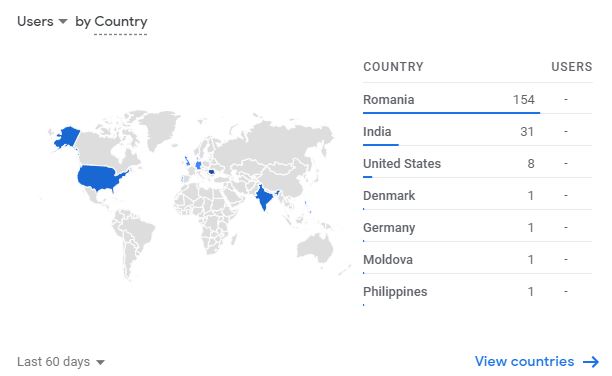 Users by Country
COUNTRY USERS
Romania 154 -
India 31 -
United States 8 -
Denmark 1 -
Germany 1 -
Moldova 1 -
Philippines 1 -
Last 60 days
View countries